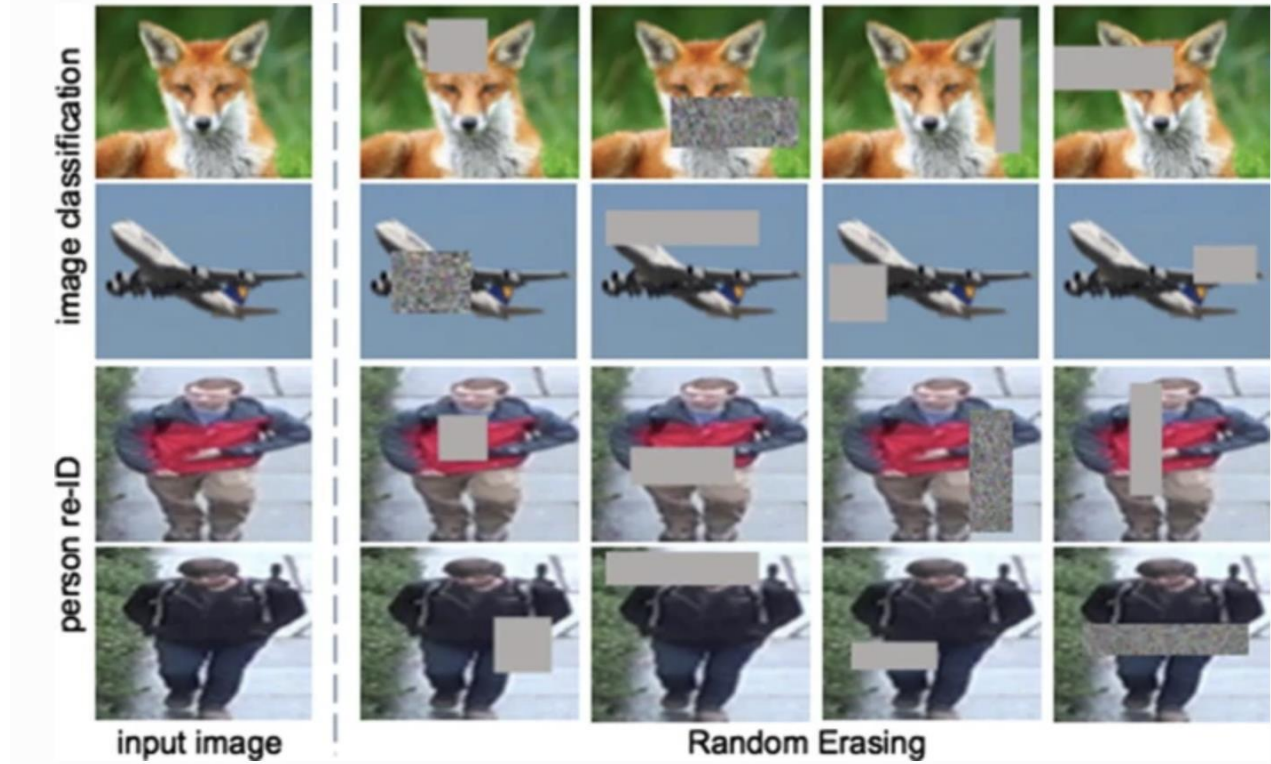 image classification
person re-ID
input image
Random Erasing